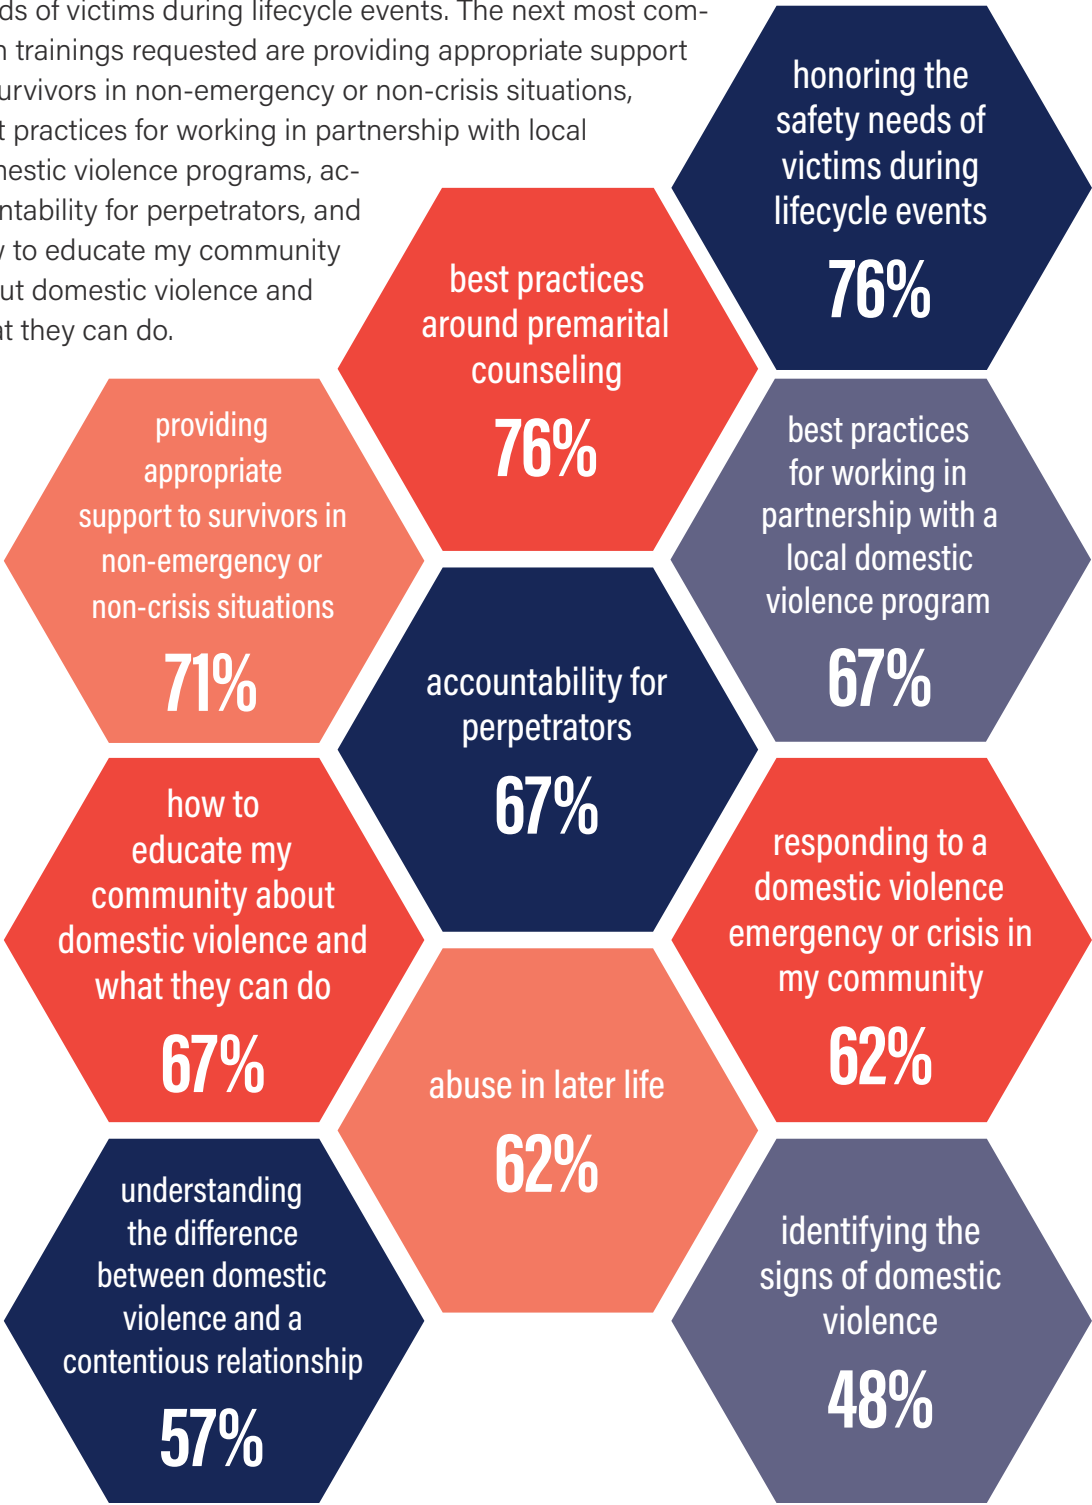 ds of victims during lifecycle events. The next most com-
trainings requested are providing appropriate support
urvivors in non-emergency or non-crisis situations,
t practices for working in partnership with local
estic violence programs, ac-
ntability for perpetrators, and
to educate my community
ut domestic violence and
at they can do.
honoring the
safety needs of
victims during
lifecycle events
76%
best practices
around premarital
counseling
76%
providing
appropriate
support to survivors in
non-emergency or
non-crisis situations
71%
best practices
for working in
partnership with a
local domestic
violence program
67%
accountability for
perpetrators
67%
how to
educate my
community about
domestic violence and
what they can do
67%
responding to a
domestic violence
emergency or crisis in
my community
62%
abuse in later life
62%
understanding
the difference
between domestic
violence and a
contentious relationship
57%
identifying the
signs of domestic
violence
48%